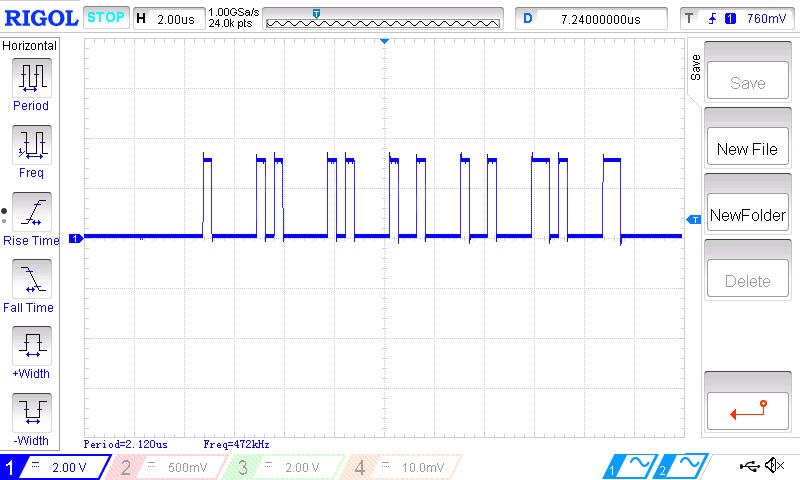 RIGOL STOP H 2.00us 1.00GSa/s
24.0k pts
T
D 7.24000000us
T 1 760mV
Horizontal
Period
Freq
Rise Time
Fall Time
+Width
-Width
1
T
Save
Save
New File
NewFolder
Delete
Period=2.120us Freq=472kHz
1 2.00 V
2 500mV
3 2.00 V
4 10.0mV
1 2